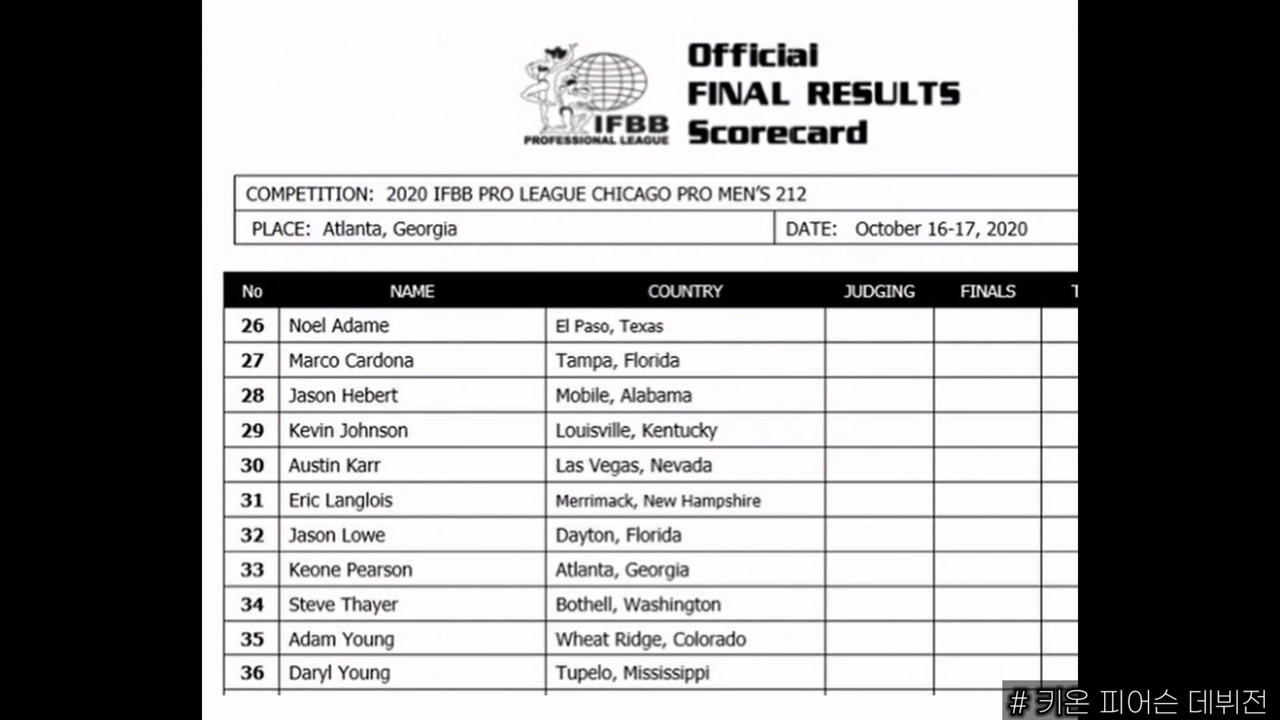 Official
FINAL RESULTS
Scorecard
IFBB
PROFESSIONAL LEAGUE
COMPETITION: 2020 IFBB PRO LEAGUE CHICAGO PRO MEN'S 212
PLACE: Atlanta, Georgia DATE: October 16-17, 2020
No NAME COUNTRY JUDGING FINALS T
26 Noel Adame El Paso, Texas
27 Marco Cardona Tampa, Florida
28 Jason Hebert Mobile, Alabama
29 Kevin Johnson Louisville, Kentucky
30 Austin Karr Las Vegas, Nevada
31 Eric Langlois Merrimack, New Hampshire
32 Jason Lowe Dayton, Florida
33 Keone Pearson Atlanta, Georgia
34 Steve Thayer Bothell, Washington
35 Adam Young Wheat Ridge, Colorado
36 Daryl Young Tupelo, Mississippi
# 키온 피어슨 데뷔전